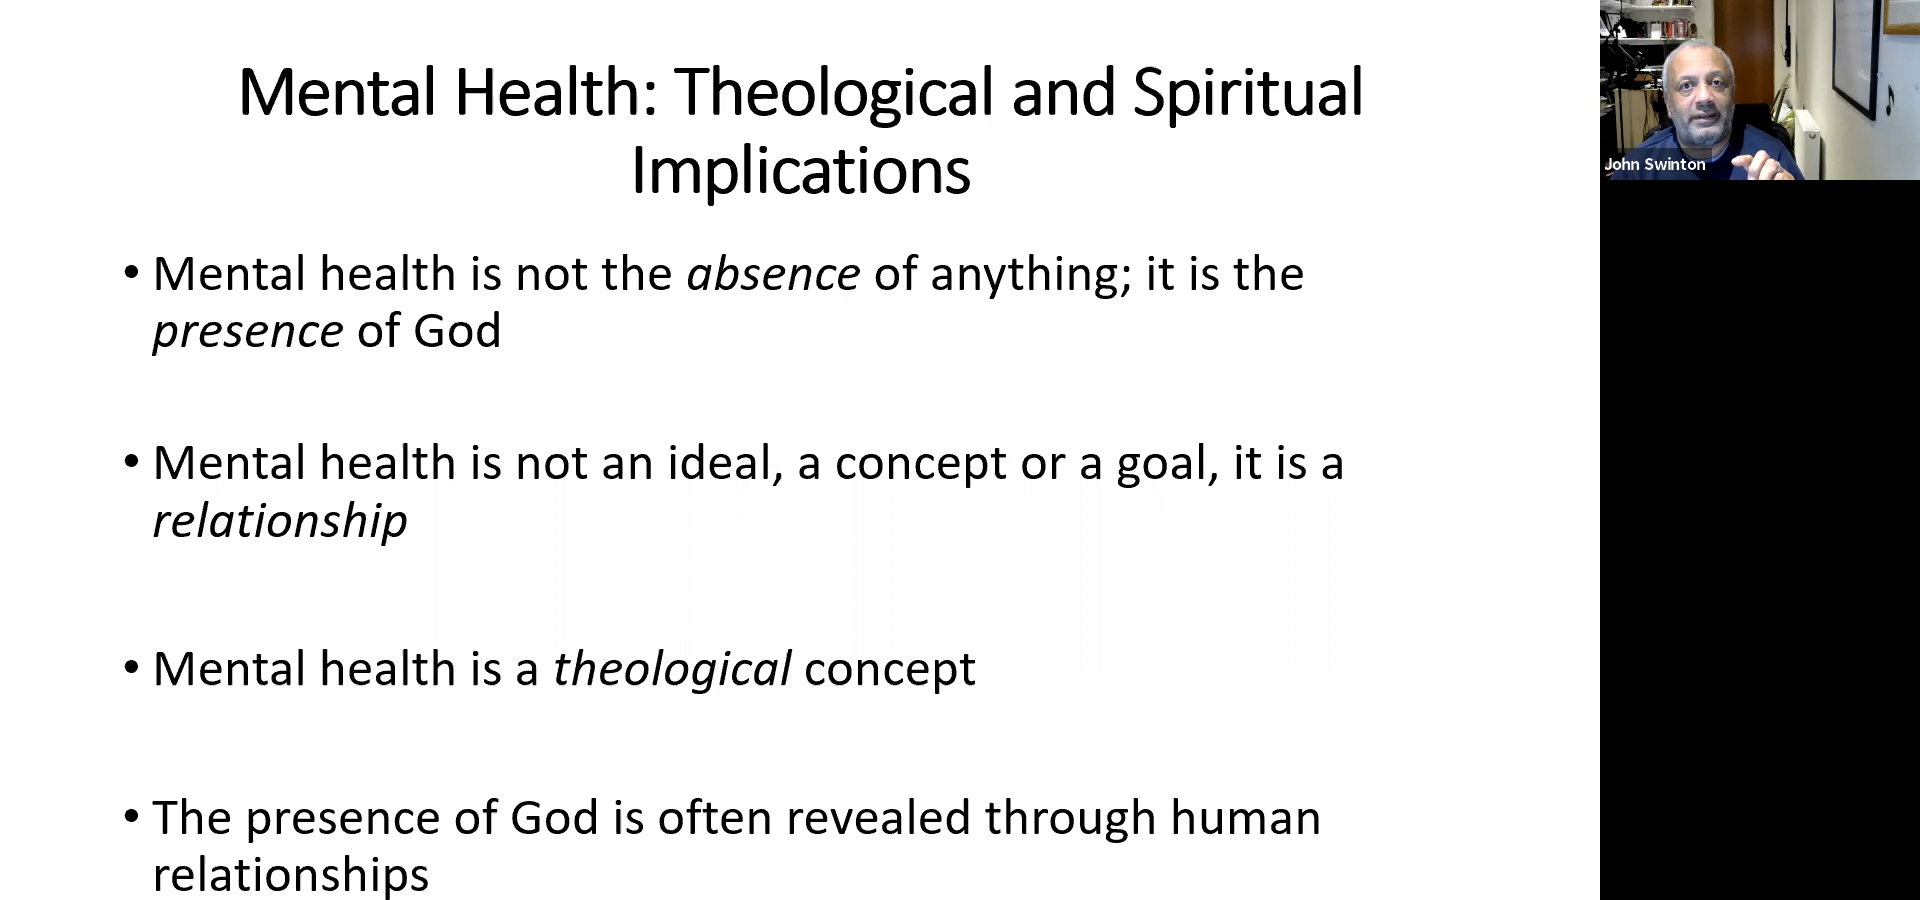 Mental Health: Theological and Spiritual
Implications
• Mental health is not the absence of anything; it is the
presence of God
• Mental health is not an ideal, a concept or a goal, it is a
relationship
• Mental health is a theological concept
• The presence of God is often revealed through human
relationships
John Swinton